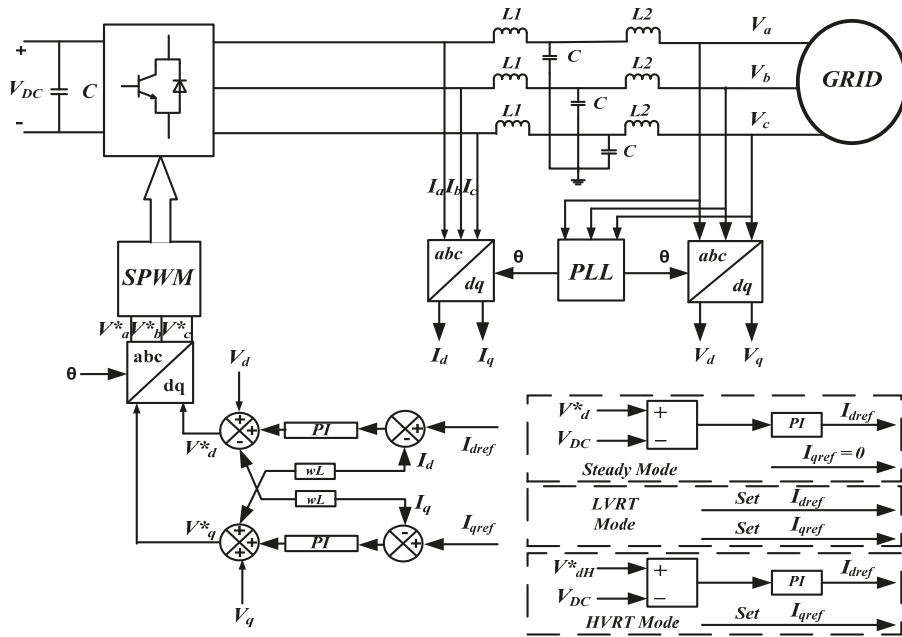 L1 L2 V_a
L1 L2 V_b
L1 L2 V_c
+
V_DC C
-
C
C
C
GRID
I_a I_b I_c
abc
dq
θ
PLL
θ
abc
dq
I_d I_q
V_d V_q
SPWM
V*_a V*_b V*_c
abc
dq
θ
V_d
+
+
-
PI
+
-
I_dref
V*_d
I_d
wL
wL
I_q
V*_q
+
+
+
PI
-
+
I_qref
V_q
V*_d
+
V_DC
−
PI
I_dref
I_qref = 0
Steady Mode
LVRT
Mode
Set I_dref
Set I_qref
V*_dH
+
V_DC
−
PI
I_dref
HVRT Mode
Set I_qref